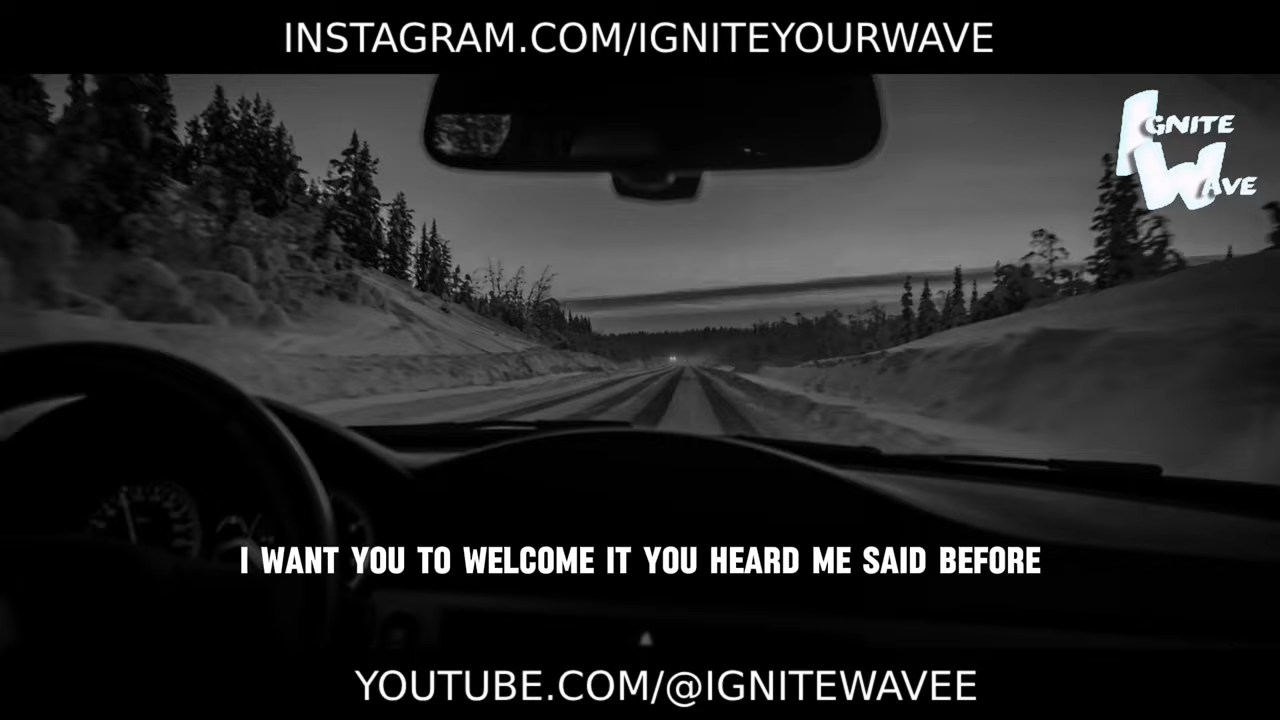 INSTAGRAM.COM/IGNITEYOURWAVE
IGNITE
WAVE
I WANT YOU TO WELCOME IT YOU HEARD ME SAID BEFORE
YOUTUBE.COM/@IGNITEWAVEE